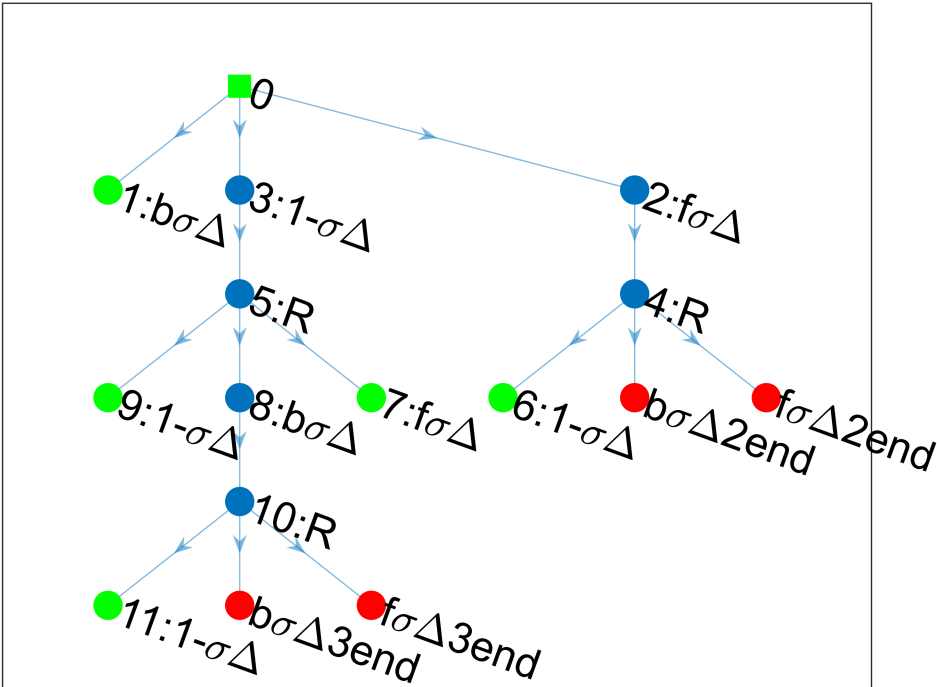 0
1:bσΔ
3:1-σΔ
2:fσΔ
5:R
4:R
9:1-σΔ
8:bσΔ
7:fσΔ
6:1-σΔ
bσΔ2end
fσΔ2end
10:R
11:1-σΔ
bσΔ3end
fσΔ3end